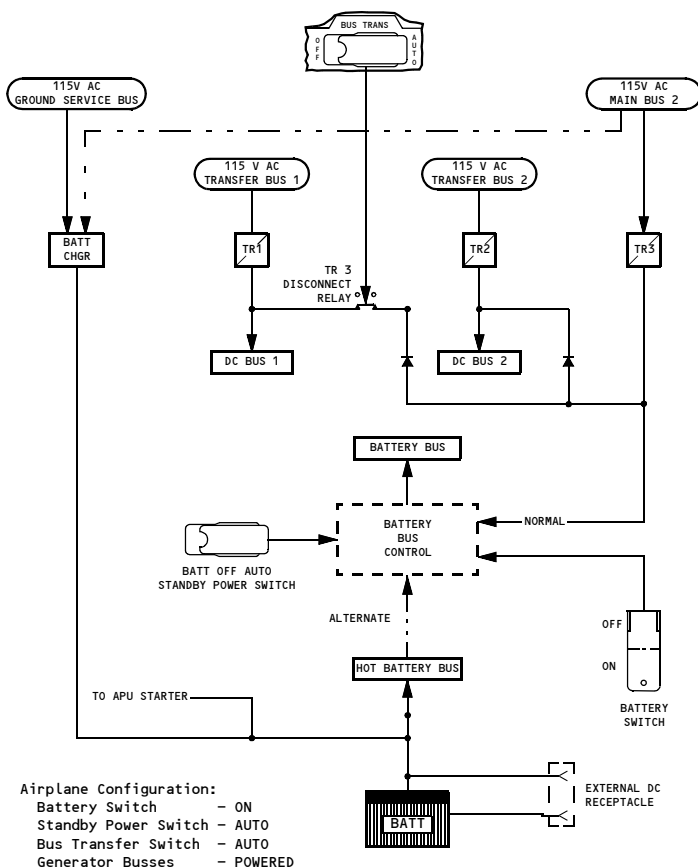 BUS TRANS
OFF
AUTO
115V AC
GROUND SERVICE BUS
115V AC
MAIN BUS 2
115 V AC
TRANSFER BUS 1
115 V AC
TRANSFER BUS 2
BATT
CHGR
TR1
TR2
TR3
TR 3
DISCONNECT
RELAY
DC BUS 1
DC BUS 2
BATTERY BUS
BATTERY
BUS
CONTROL
NORMAL
BATT OFF AUTO
STANDBY POWER SWITCH
ALTERNATE
OFF
ON
HOT BATTERY BUS
BATTERY
SWITCH
TO APU STARTER
EXTERNAL DC
RECEPTACLE
BATT
Airplane Configuration:
Battery Switch – ON
Standby Power Switch – AUTO
Bus Transfer Switch – AUTO
Generator Busses – POWERED